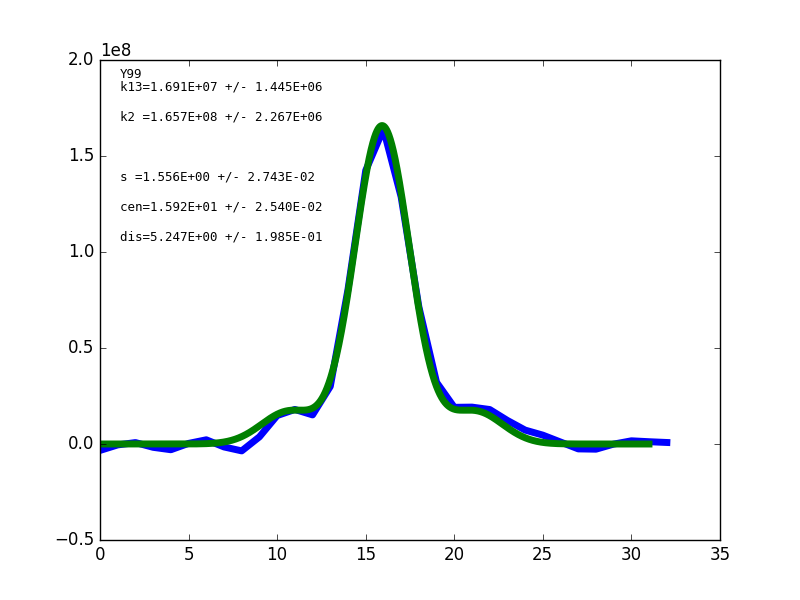 1e8
2.0
1.5
1.0
0.5
0.0
−0.5
Y99
k13=1.691E+07 +/- 1.445E+06
k2 =1.657E+08 +/- 2.267E+06
s =1.556E+00 +/- 2.743E-02
cen=1.592E+01 +/- 2.540E-02
dis=5.247E+00 +/- 1.985E-01
0 5 10 15 20 25 30 35